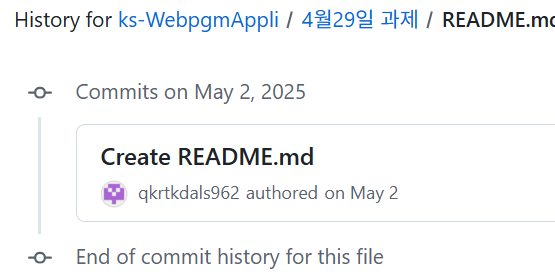 History for ks-WebpgmAppli / 4월29일 과제 / README.md
Commits on May 2, 2025
Create README.md
qkrtkdals962 authored on May 2
End of commit history for this file